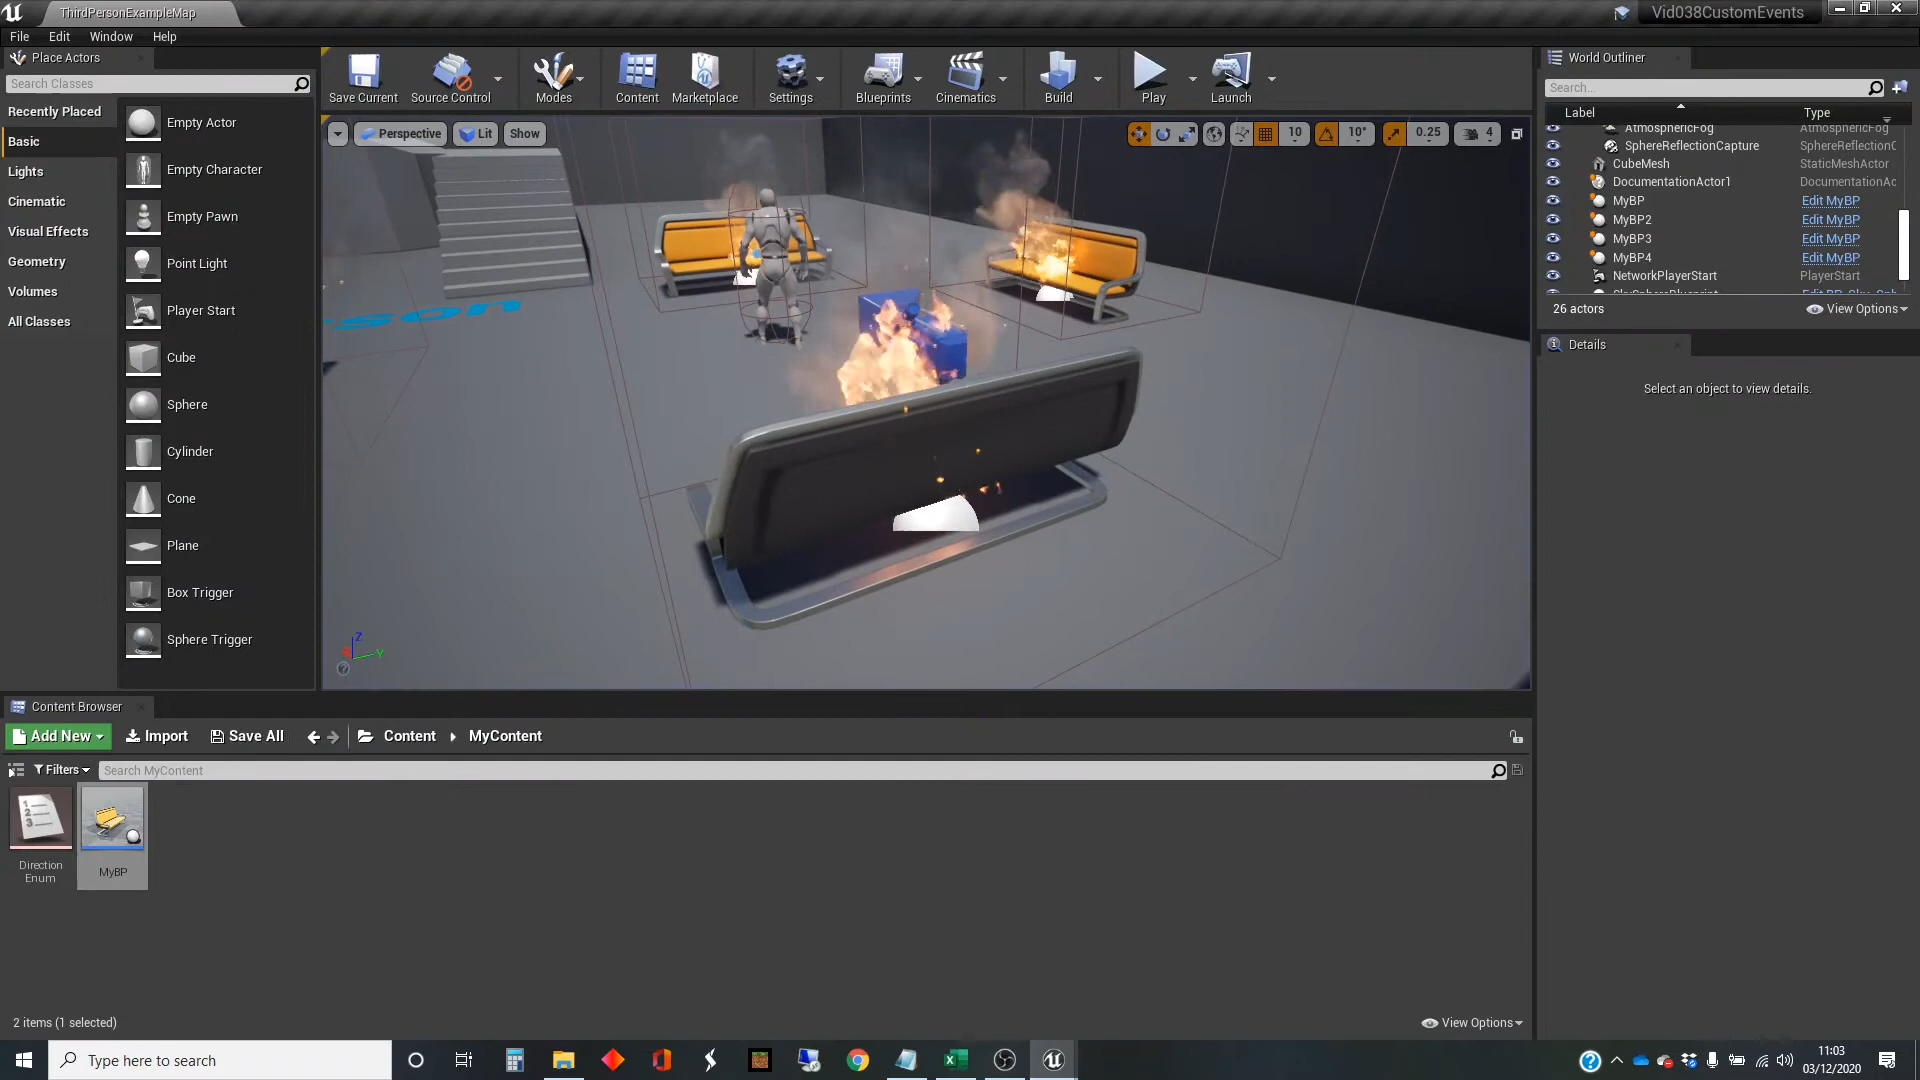 ThirdPersonExampleMap
Vid038CustomEvents
File Edit Window Help
Place Actors
Search Classes
Recently Placed
Basic
Lights
Cinematic
Visual Effects
Geometry
Volumes
All Classes
Empty Actor
Empty Character
Empty Pawn
Point Light
Player Start
Cube
Sphere
Cylinder
Cone
Plane
Box Trigger
Sphere Trigger
Save Current Source Control Modes Content Marketplace Settings Blueprints Cinematics Build Play Launch
Perspective Lit Show
10 10° 0.25 4
Z
Y
World Outliner
Search...
Label Type
AtmosphericFog AtmosphericFog
SphereReflectionCapture SphereReflectionC
CubeMesh StaticMeshActor
DocumentationActor1 DocumentationAc
MyBP Edit MyBP
MyBP2 Edit MyBP
MyBP3 Edit MyBP
MyBP4 Edit MyBP
NetworkPlayerStart PlayerStart
26 actors View Options
Details
Select an object to view details.
Content Browser
Add New Import Save All Content MyContent
Filters Search MyContent
Direction
Enum
MyBP
2 items (1 selected) View Options
Type here to search
11:03
03/12/2020